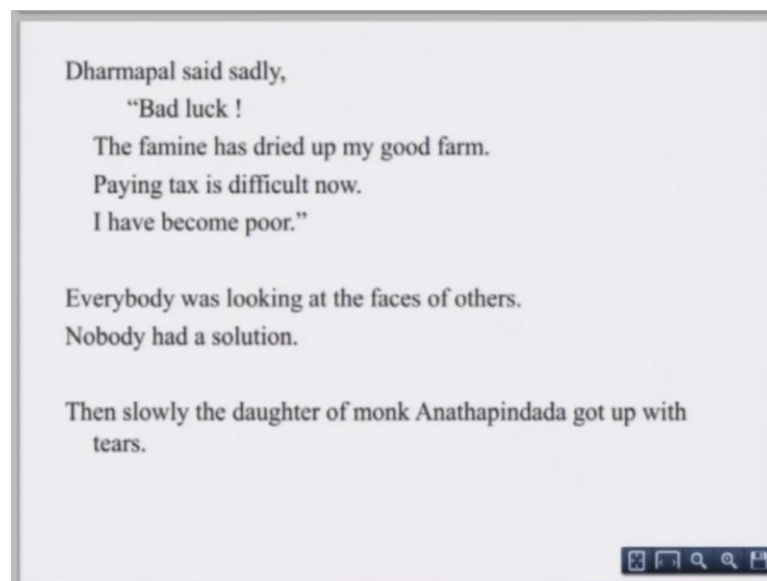 Dharmapal said sadly,
“Bad luck !
The famine has dried up my good farm.
Paying tax is difficult now.
I have become poor.”
Everybody was looking at the faces of others.
Nobody had a solution.
Then slowly the daughter of monk Anathapindada got up with
tears.